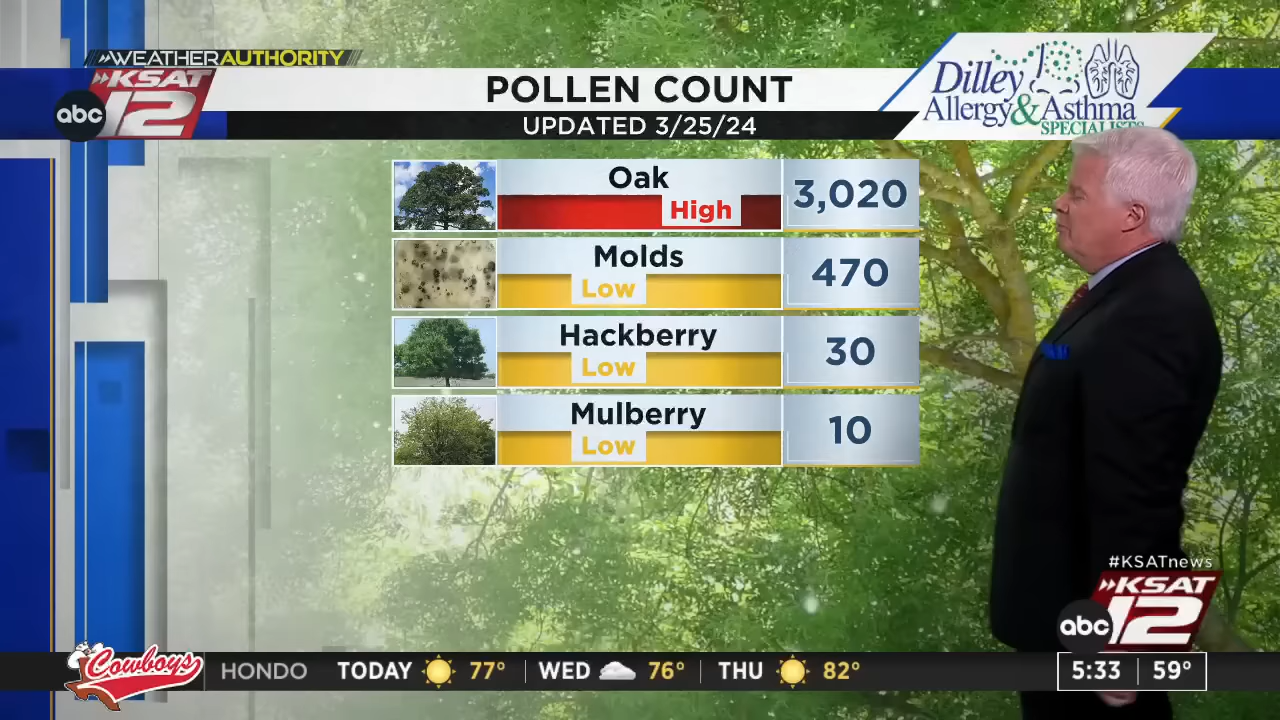 WEATHER AUTHORITY
KSAT
abc 12
POLLEN COUNT
UPDATED 3/25/24
Dilley
Allergy & Asthma
SPECIALISTS
Oak
High
3,020
Molds
Low
470
Hackberry
Low
30
Mulberry
Low
10
#KSATnews
KSAT
abc 12
Cowboys
HONDO TODAY 77° WED 76° THU 82°
5:33 59°